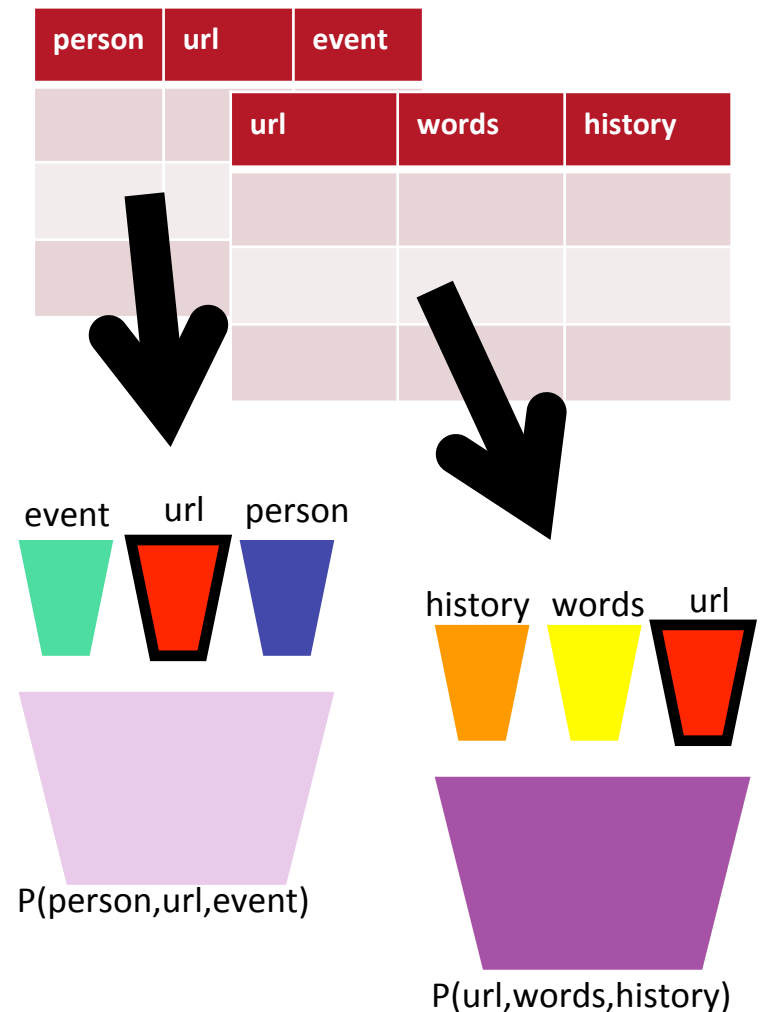 person url event
url words history
event url person
history words url
P(person,url,event)
P(url,words,history)